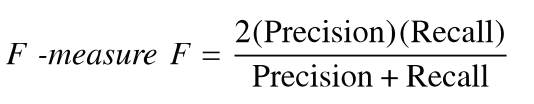 F -measure F = 2(Precision)(Recall) / Precision + Recall